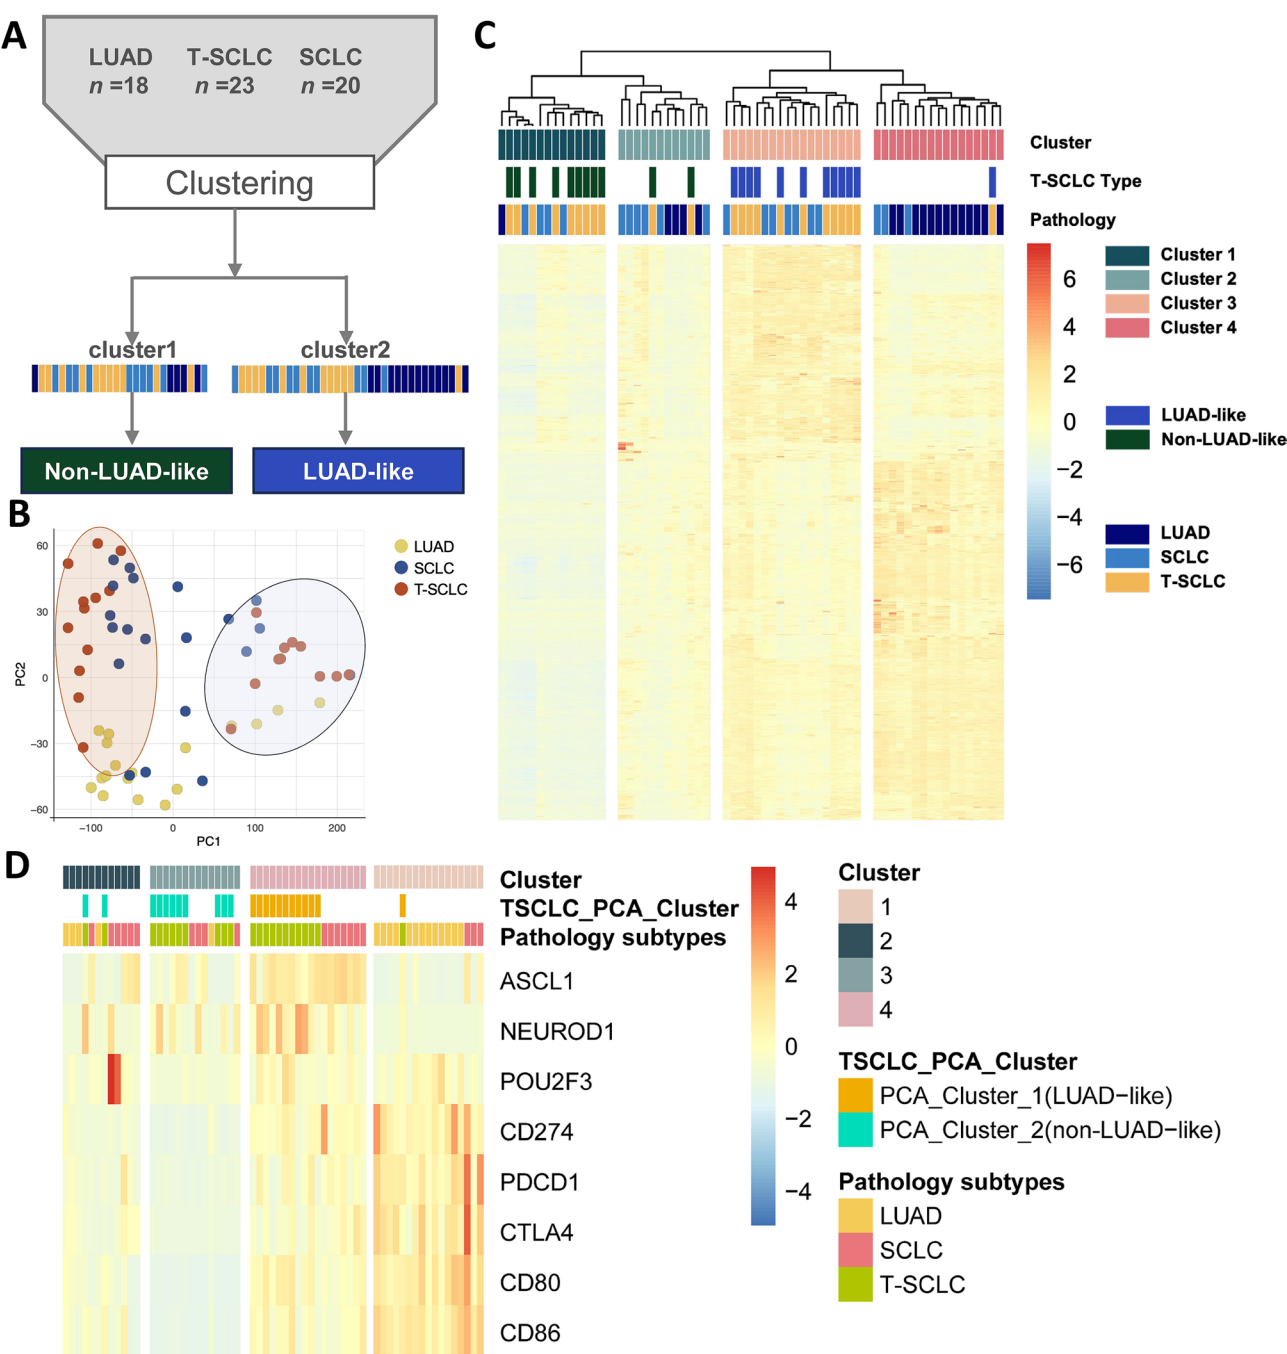 A
LUAD T-SCLC SCLC
n =18 n =23 n =20
Clustering
cluster1 cluster2
Non-LUAD-like LUAD-like
B
60
30
0
−30
−60
−100 0 100 200
PC1
PC2
LUAD
SCLC
T-SCLC
C
Cluster
T-SCLC Type
Pathology
6
4
2
0
−2
−4
−6
Cluster 1
Cluster 2
Cluster 3
Cluster 4
LUAD-like
Non-LUAD-like
LUAD
SCLC
T-SCLC
D
Cluster
TSCLC_PCA_Cluster
Pathology subtypes
ASCL1
NEUROD1
POU2F3
CD274
PDCD1
CTLA4
CD80
CD86
4
2
0
−2
−4
Cluster
1
2
3
4
TSCLC_PCA_Cluster
PCA_Cluster_1(LUAD−like)
PCA_Cluster_2(non−LUAD−like)
Pathology subtypes
LUAD
SCLC
T-SCLC